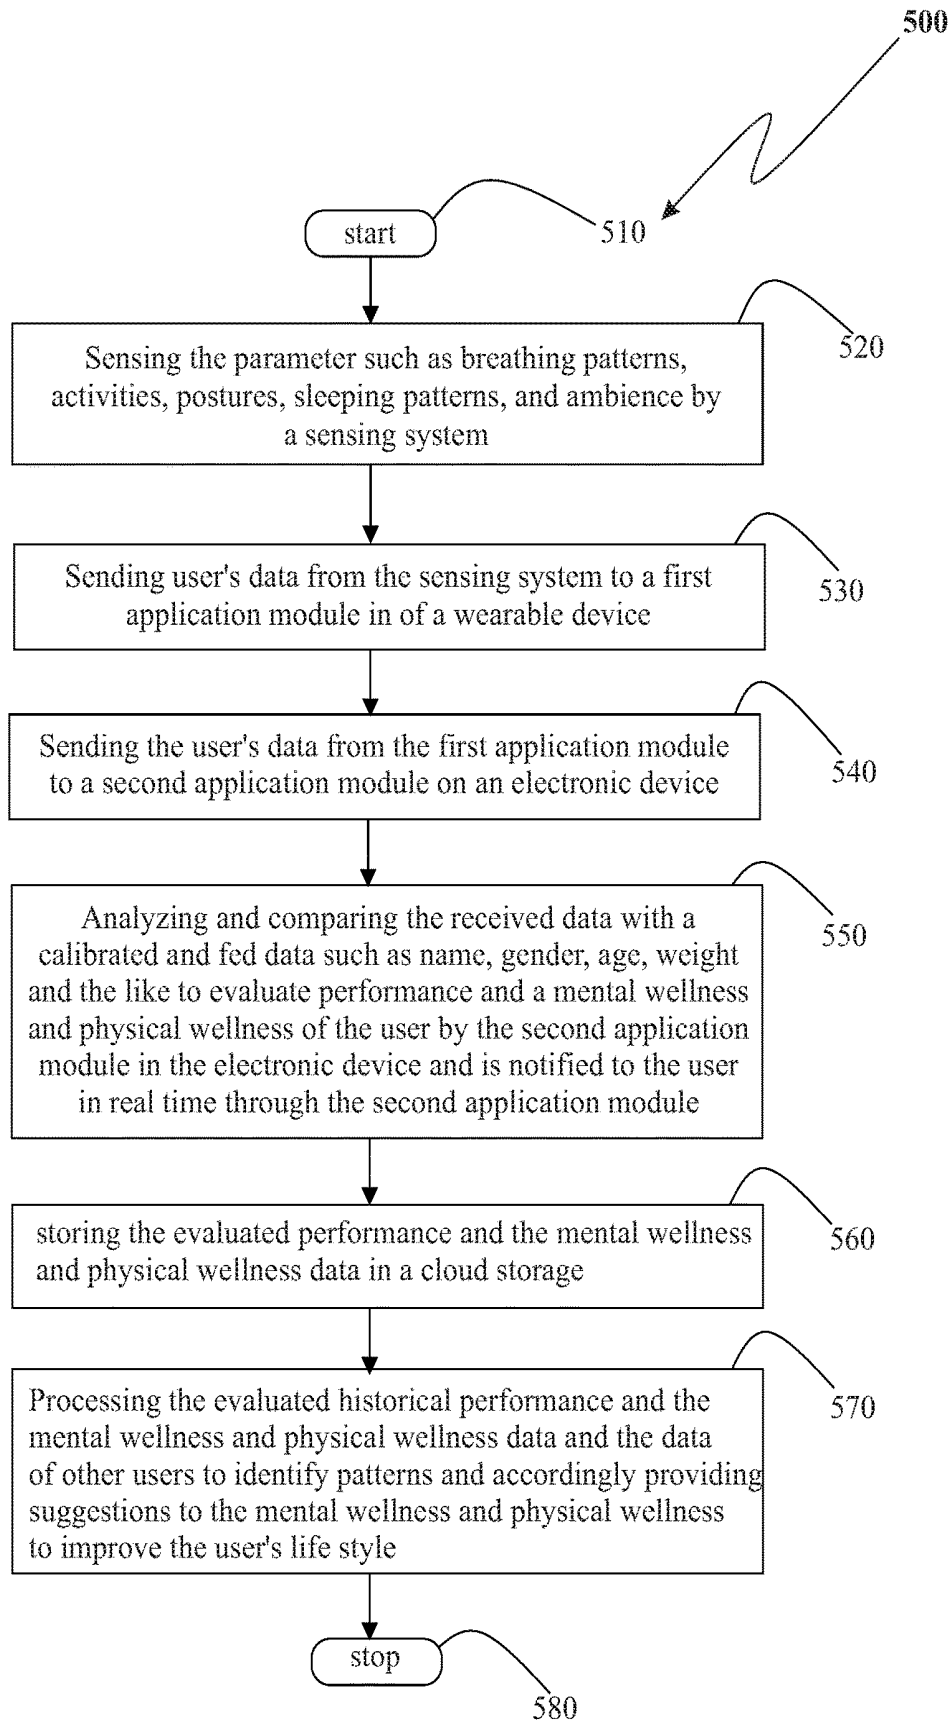 500
start
510
520
Sensing the parameter such as breathing patterns,
activities, postures, sleeping patterns, and ambience by
a sensing system
530
Sending user's data from the sensing system to a first
application module in of a wearable device
540
Sending the user's data from the first application module
to a second application module on an electronic device
550
Analyzing and comparing the received data with a
calibrated and fed data such as name, gender, age, weight
and the like to evaluate performance and a mental wellness
and physical wellness of the user by the second application
module in the electronic device and is notified to the user
in real time through the second application module
560
storing the evaluated performance and the mental wellness
and physical wellness data in a cloud storage
570
Processing the evaluated historical performance and the
mental wellness and physical wellness data and the data
of other users to identify patterns and accordingly providing
suggestions to the mental wellness and physical wellness
to improve the user's life style
stop
580